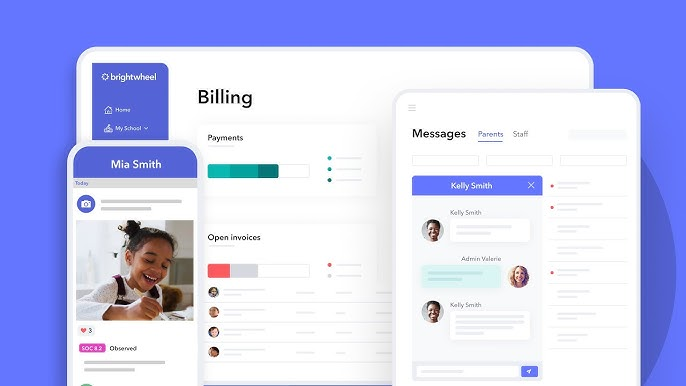 brightwheel
Home
My School
Billing
Payments
Open invoices
Mia Smith
Today
3
SOC 8.2 Observed
Messages Parents Staff
Kelly Smith
Kelly Smith
Admin Valerie
Kelly Smith